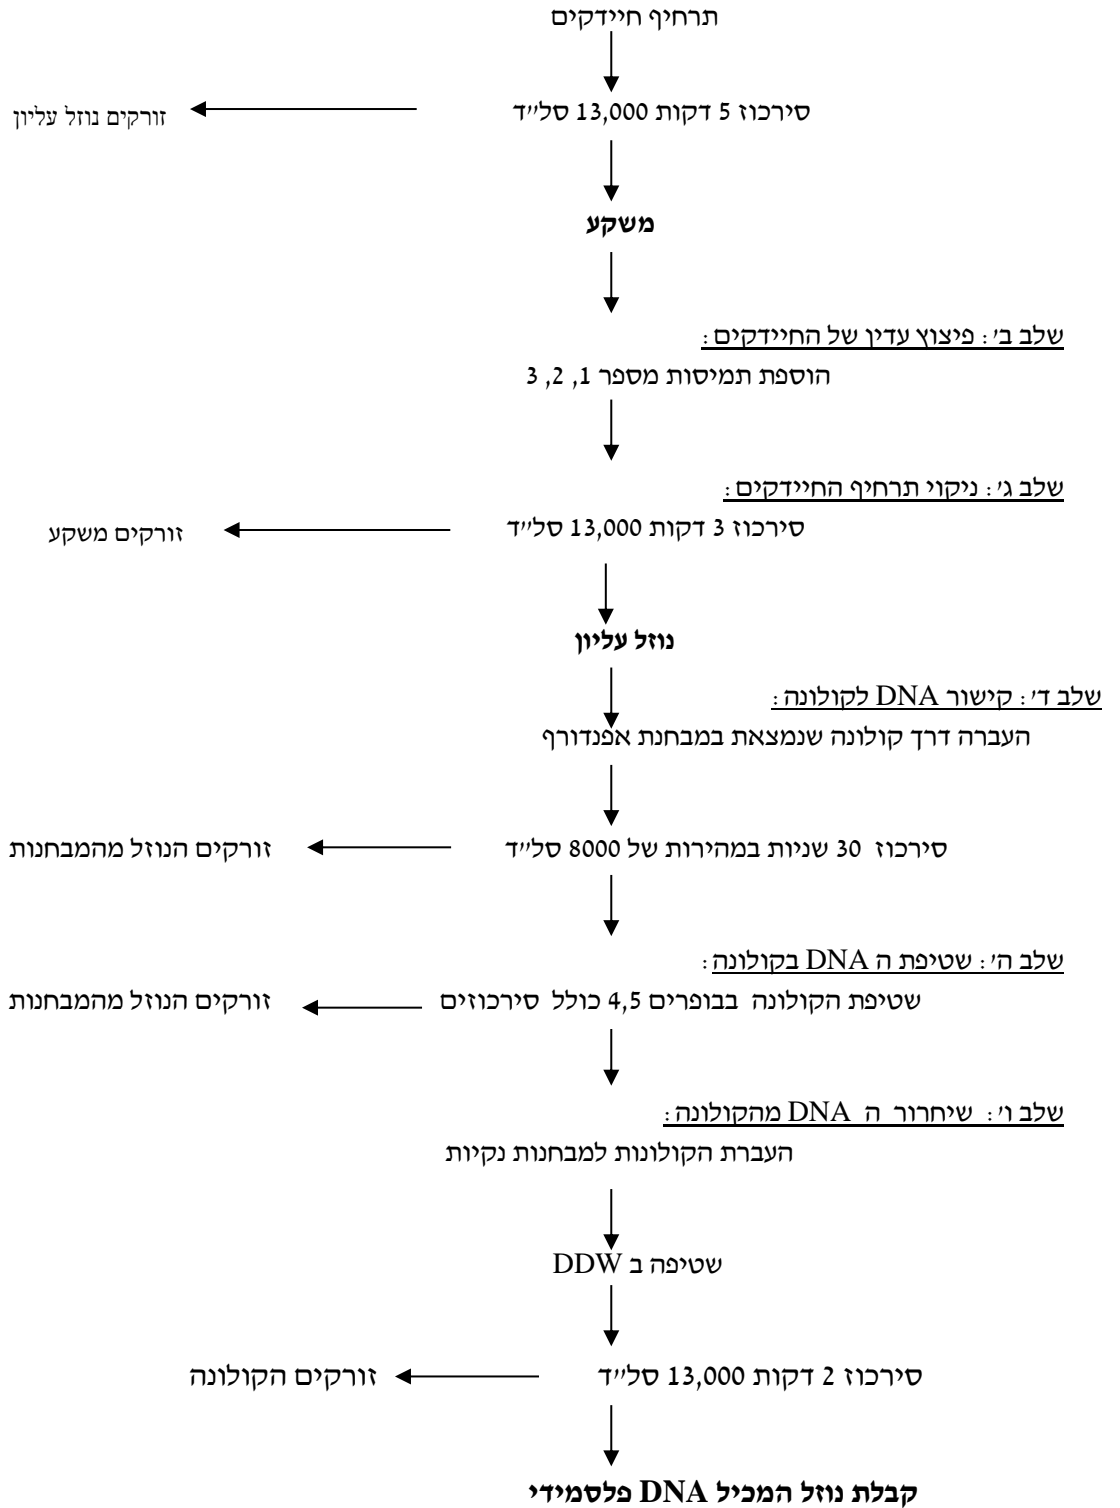 תרחיף חיידקים
סירכוז 5 דקות 13,000 סל״ד
זורקים נוזל עליון
משקע
שלב ב׳: פיצוץ עדין של החיידקים:
הוספת תמיסות מספר 1, 2, 3
שלב ג׳: ניקוי תרחיף החיידקים:
סירכוז 3 דקות 13,000 סל״ד
זורקים משקע
נוזל עליון
שלב ד׳: קישור DNA לקולונה:
העברה דרך קולונה שנמצאת במבחנת אפנדורף
סירכוז 30 שניות במהירות של 8000 סל״ד
זורקים הנוזל מהמבחנות
שלב ה׳: שטיפת ה DNA בקולונה:
שטיפת הקולונה בבופרים 4,5 כולל סירכוזים
זורקים הנוזל מהמבחנות
שלב ו׳: שיחרור ה DNA מהקולונה:
העברת הקולונות למבחנות נקיות
שטיפה ב DDW
סירכוז 2 דקות 13,000 סל״ד
זורקים הקולונה
קבלת נוזל המכיל DNA פלסמידי